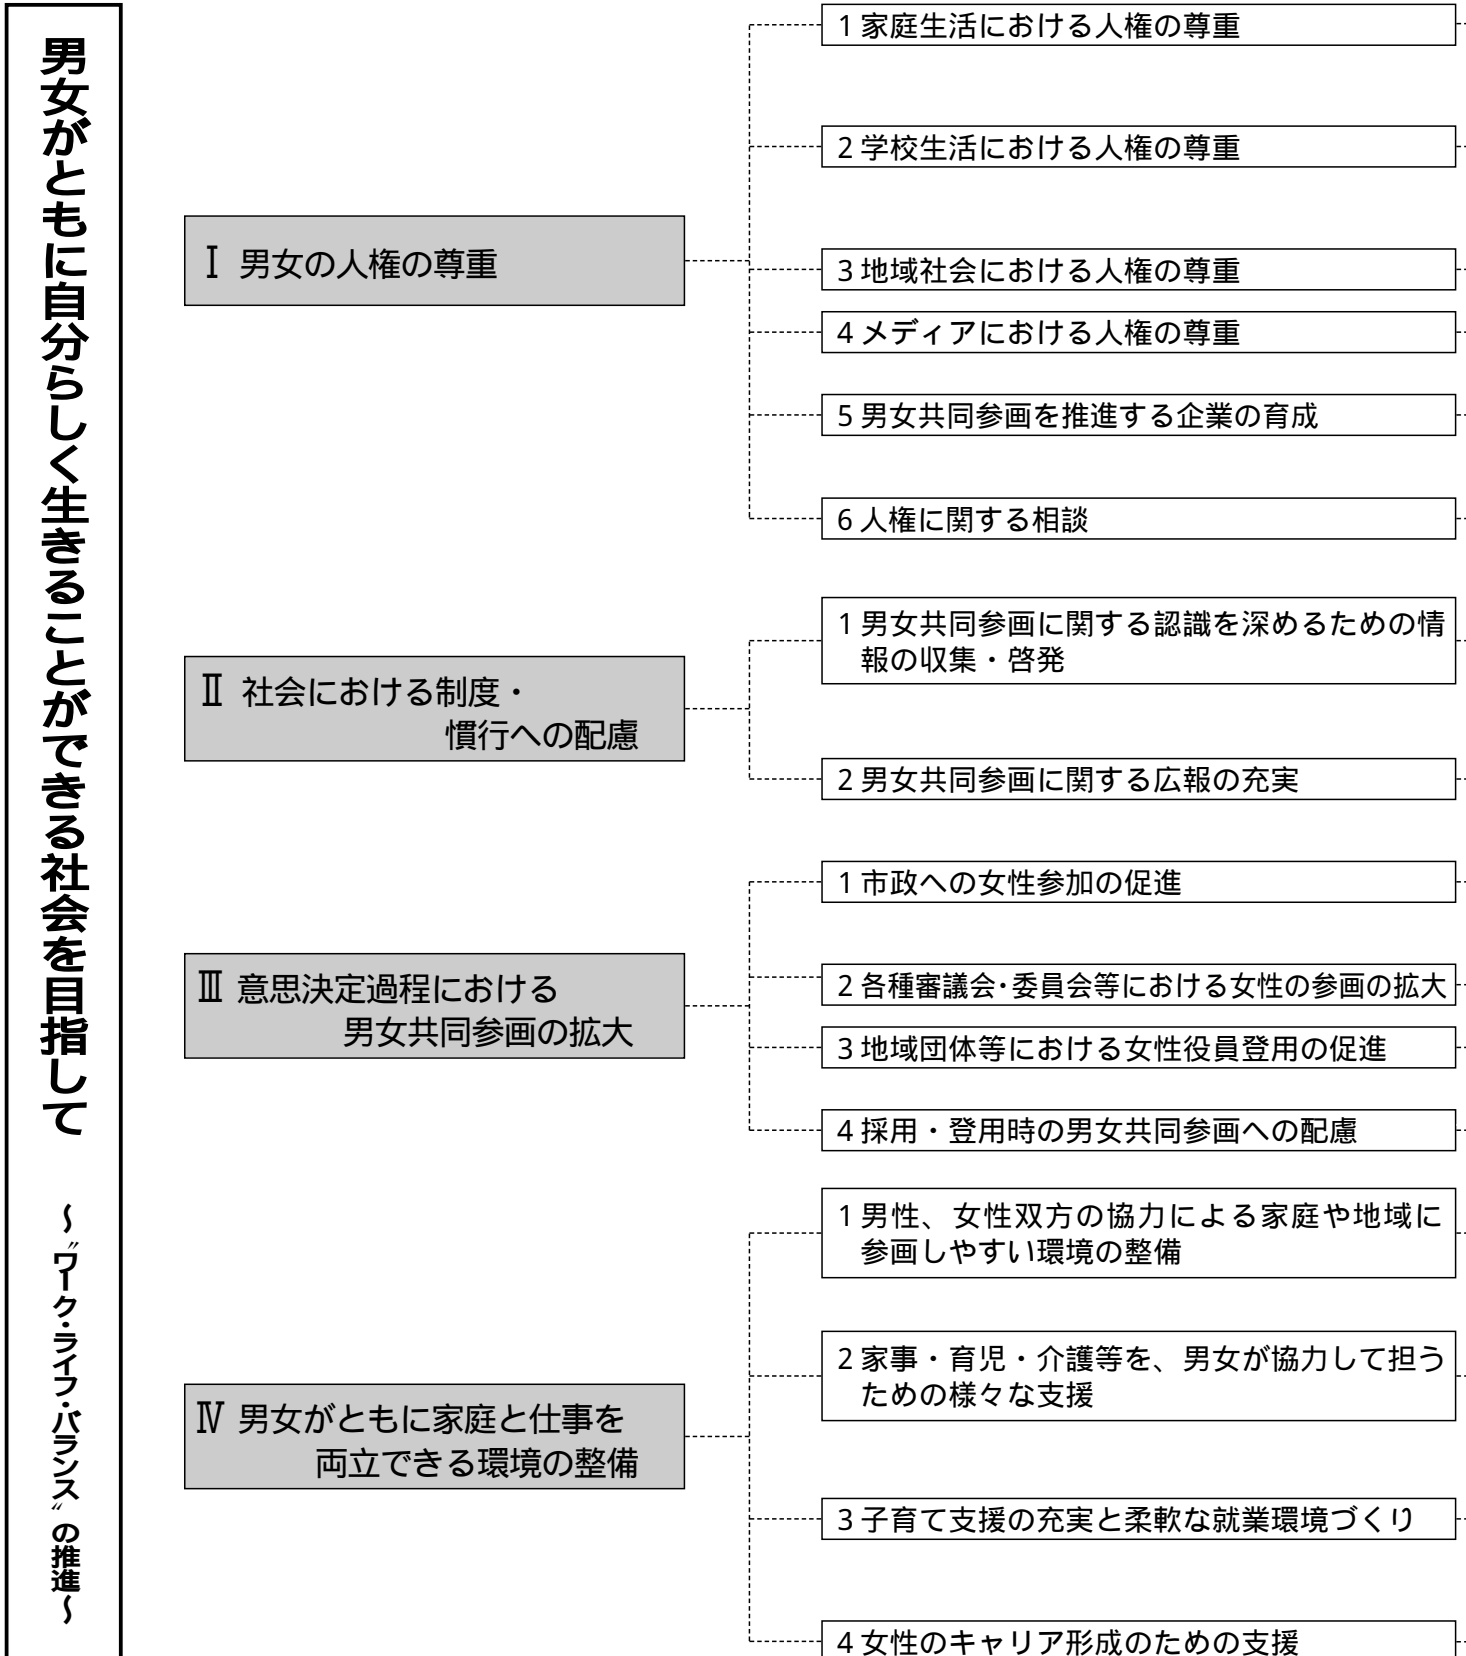 男女がともに自分らしく生きることができる社会を目指して
~〝ワーク・ライフ・バランス〟の推進~
Ⅰ 男女の人権の尊重
1 家庭生活における人権の尊重
2 学校生活における人権の尊重
3 地域社会における人権の尊重
4 メディアにおける人権の尊重
5 男女共同参画を推進する企業の育成
6 人権に関する相談
Ⅱ 社会における制度・
慣行への配慮
1 男女共同参画に関する認識を深めるための情
報の収集・啓発
2 男女共同参画に関する広報の充実
Ⅲ 意思決定過程における
男女共同参画の拡大
1 市政への女性参加の促進
2 各種審議会・委員会等における女性の参画の拡大
3 地域団体等における女性役員登用の促進
4 採用・登用時の男女共同参画への配慮
Ⅳ 男女がともに家庭と仕事を
両立できる環境の整備
1 男性、女性双方の協力による家庭や地域に
参画しやすい環境の整備
2 家事・育児・介護等を、男女が協力して担う
ための様々な支援
3 子育て支援の充実と柔軟な就業環境づくり
4 女性のキャリア形成のための支援